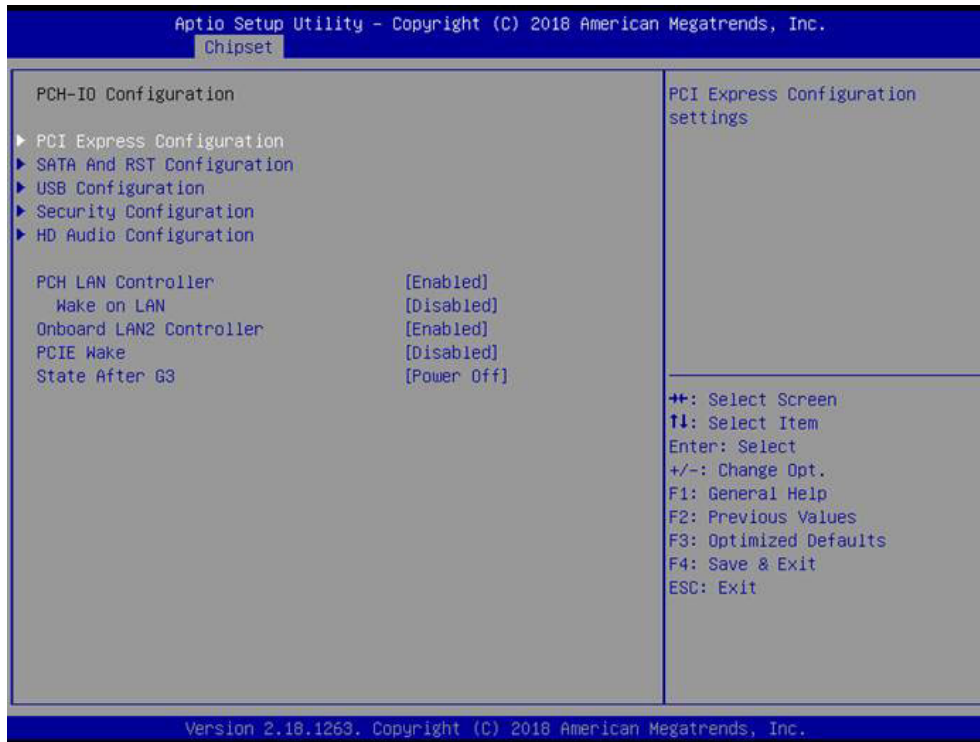 Aptio Setup Utility – Copyright (C) 2018 American Megatrends, Inc.
Chipset
PCH-IO Configuration
▶ PCI Express Configuration
▶ SATA And RST Configuration
▶ USB Configuration
▶ Security Configuration
▶ HD Audio Configuration
PCH LAN Controller [Enabled]
Wake on LAN [Disabled]
Onboard LAN2 Controller [Enabled]
PCIE Wake [Disabled]
State After G3 [Power Off]
PCI Express Configuration
settings
→←: Select Screen
↑↓: Select Item
Enter: Select
+/-: Change Opt.
F1: General Help
F2: Previous Values
F3: Optimized Defaults
F4: Save & Exit
ESC: Exit
Version 2.18.1263. Copyright (C) 2018 American Megatrends, Inc.